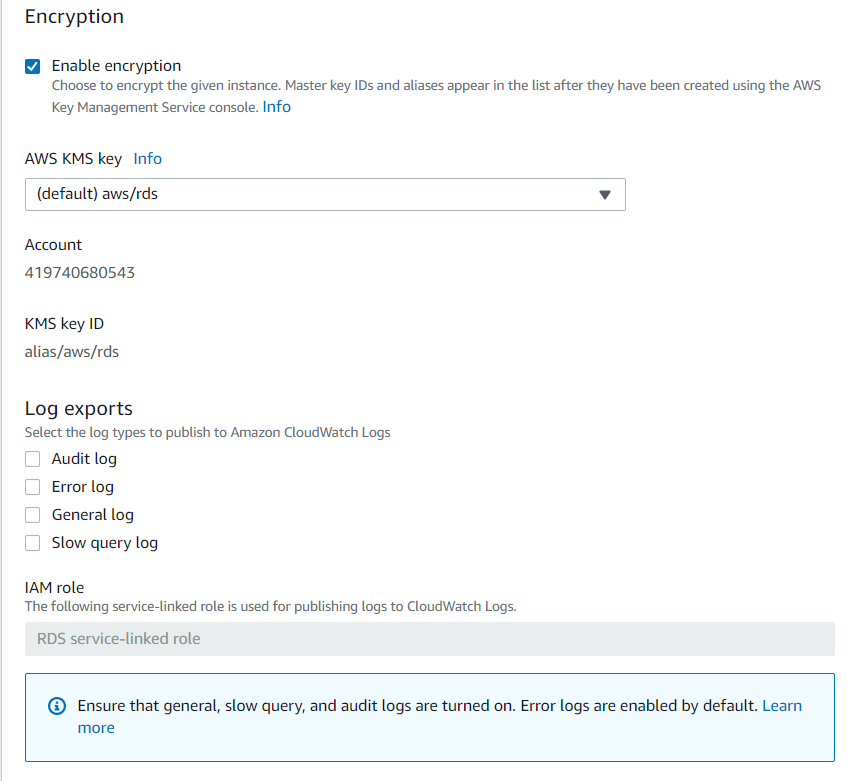 Encryption
Enable encryption
Choose to encrypt the given instance. Master key IDs and aliases appear in the list after they have been created using the AWS
Key Management Service console. Info
AWS KMS key Info
(default) aws/rds
Account
419740680543
KMS key ID
alias/aws/rds
Log exports
Select the log types to publish to Amazon CloudWatch Logs
Audit log
Error log
General log
Slow query log
IAM role
The following service-linked role is used for publishing logs to CloudWatch Logs.
RDS service-linked role
Ensure that general, slow query, and audit logs are turned on. Error logs are enabled by default. Learn
more